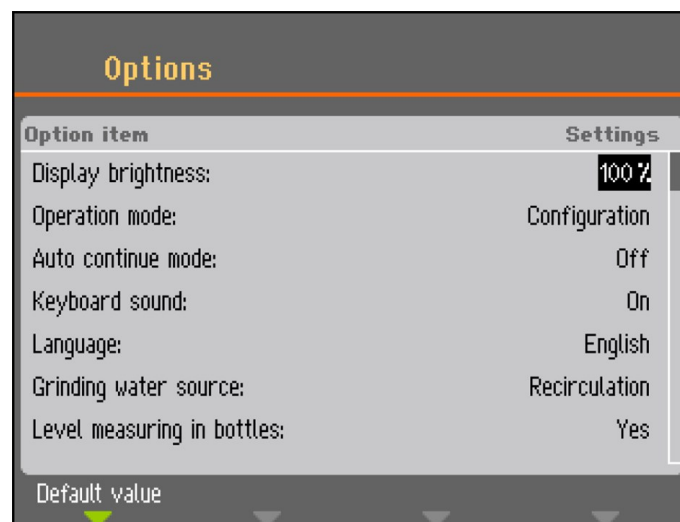 Options
Option item Settings
Display brightness: 100 %
Operation mode: Configuration
Auto continue mode: Off
Keyboard sound: On
Language: English
Grinding water source: Recirculation
Level measuring in bottles: Yes
Default value